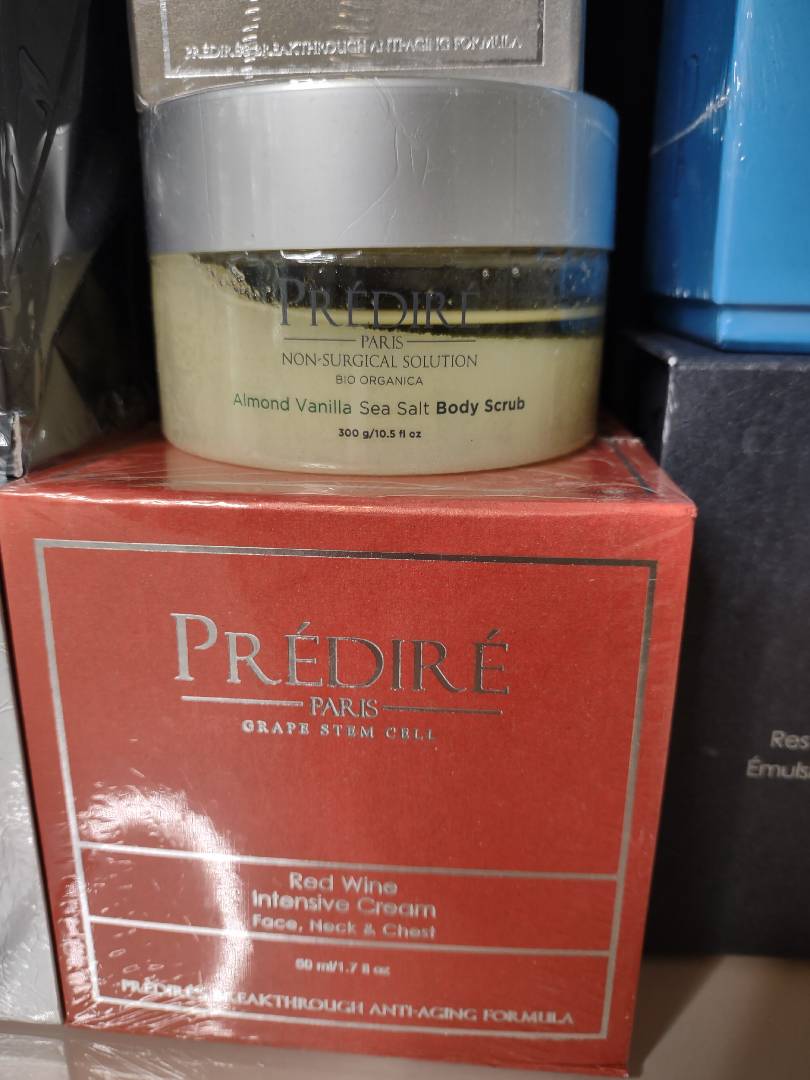 PRÉDIRÉ'S BREAKTHROUGH ANTI-AGING FORMULA
PRÉDIRÉ
PARIS
NON-SURGICAL SOLUTION
BIO ORGANICA
Almond Vanilla Sea Salt Body Scrub
300 g/10.5 fl oz
PRÉDIRÉ
PARIS
GRAPE STEM CELL
Red Wine
Intensive Cream
Face, Neck & Chest
50 ml/1.7 fl oz
PRÉDIRÉ'S BREAKTHROUGH ANTI-AGING FORMULA